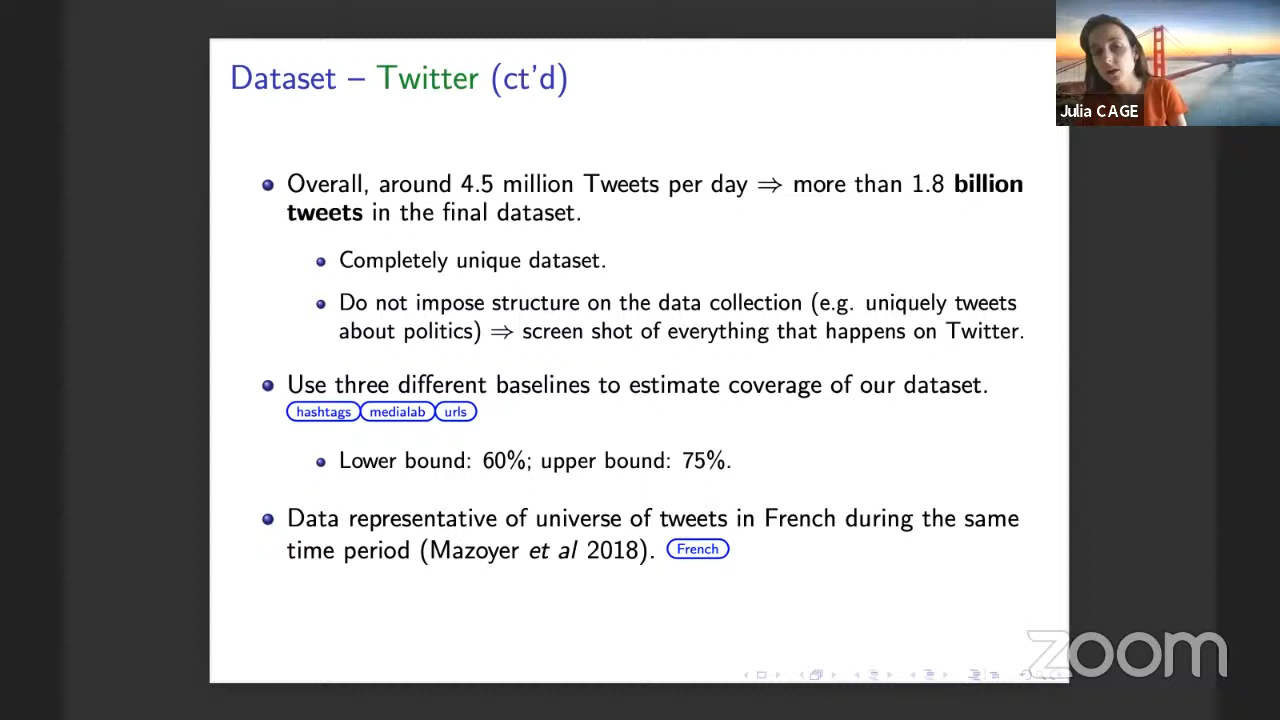 Dataset – Twitter (ct'd)
Julia CAGE
Overall, around 4.5 million Tweets per day ⇒ more than 1.8 billion
tweets in the final dataset.
Completely unique dataset.
Do not impose structure on the data collection (e.g. uniquely tweets
about politics) ⇒ screen shot of everything that happens on Twitter.
Use three different baselines to estimate coverage of our dataset.
hashtags medialab urls
Lower bound: 60%; upper bound: 75%.
Data representative of universe of tweets in French during the same
time period (Mazoyer et al 2018). French
zoom